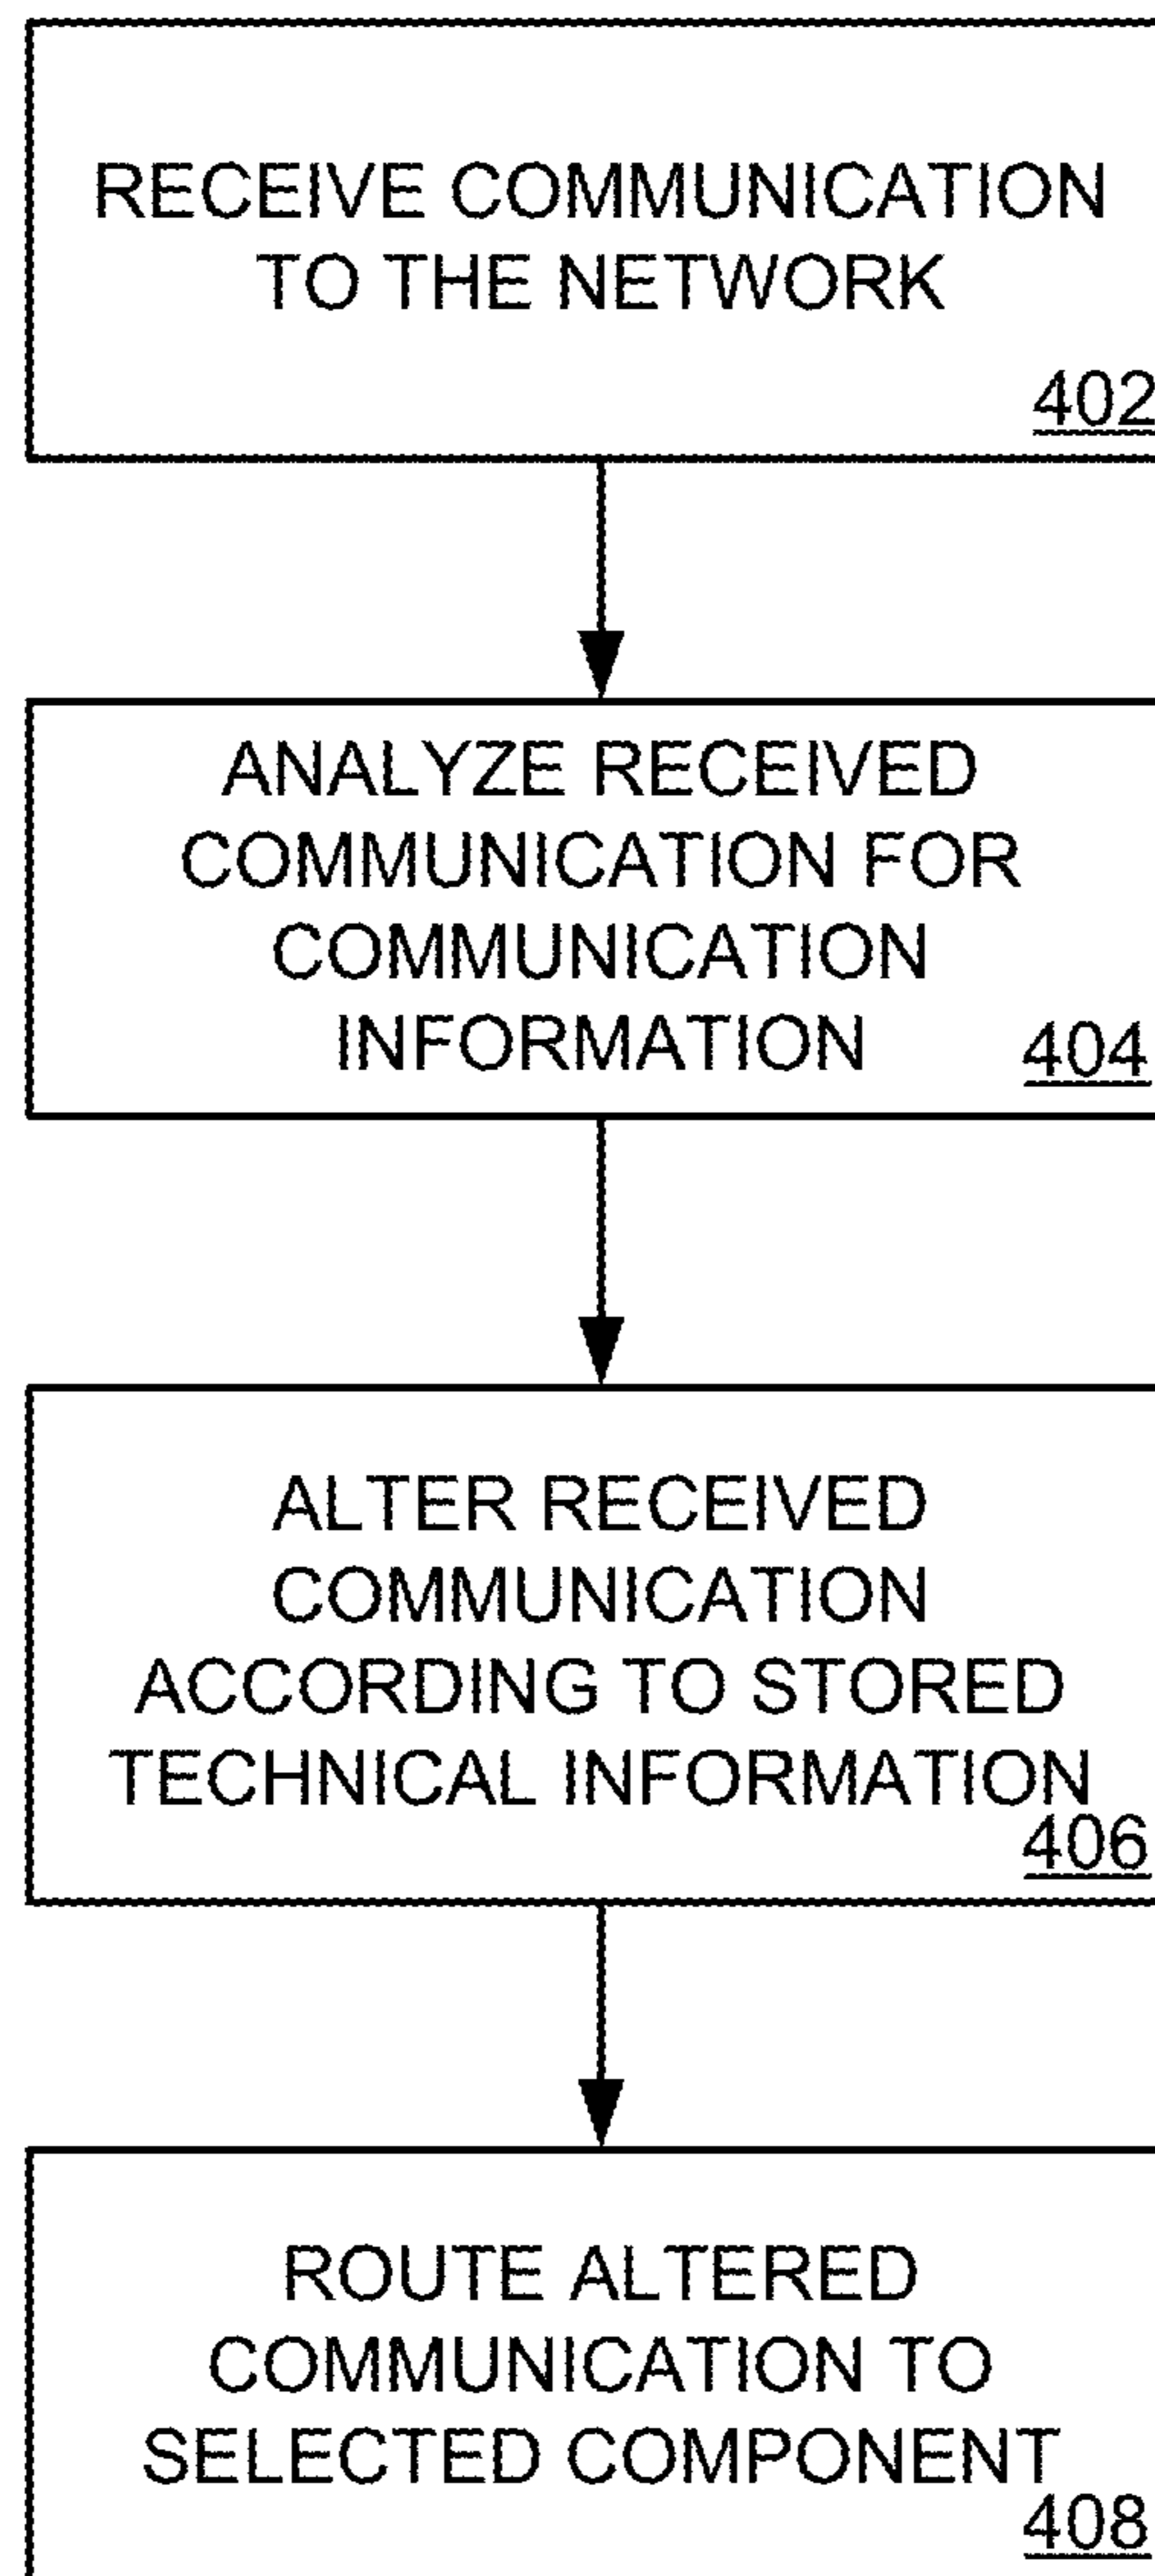 RECEIVE COMMUNICATION
TO THE NETWORK
402
ANALYZE RECEIVED
COMMUNICATION FOR
COMMUNICATION
INFORMATION
404
ALTER RECEIVED
COMMUNICATION
ACCORDING TO STORED
TECHNICAL INFORMATION
406
ROUTE ALTERED
COMMUNICATION TO
SELECTED COMPONENT
408